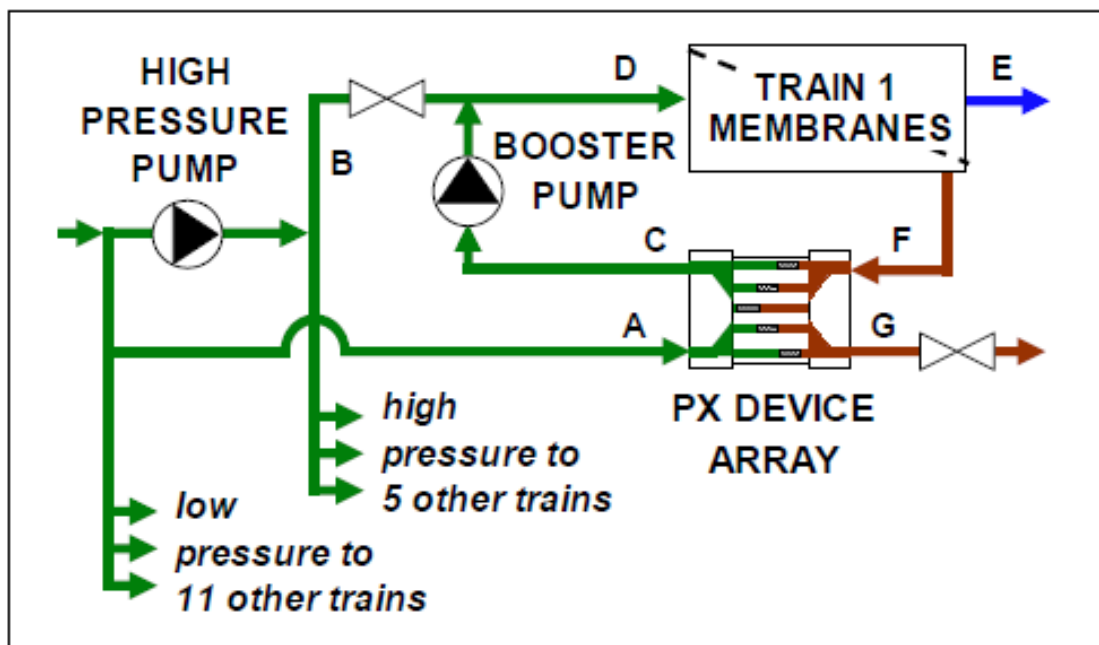 HIGH
PRESSURE
PUMP
B
D
TRAIN 1
MEMBRANES
E
BOOSTER
PUMP
C
F
A
G
PX DEVICE
ARRAY
high
pressure to
5 other trains
low
pressure to
11 other trains